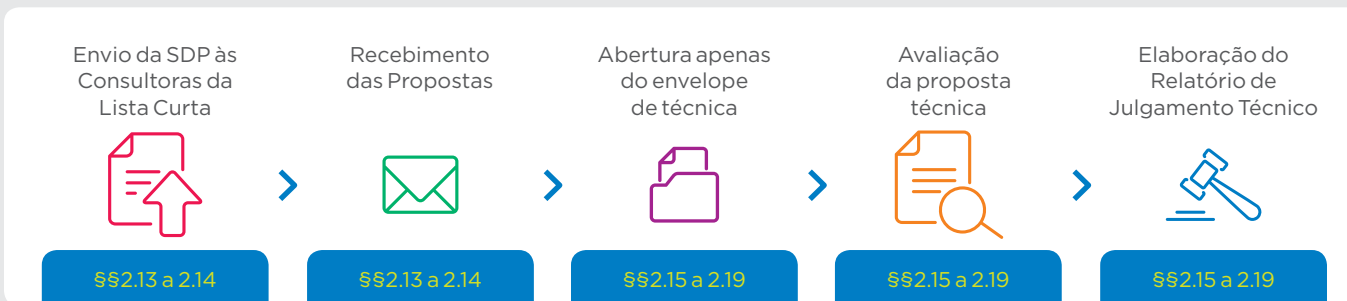 Envio da SDP às
Consultoras da
Lista Curta
§§2.13 a 2.14
Recebimento
das Propostas
§§2.13 a 2.14
Abertura apenas
do envelope
de técnica
§§2.15 a 2.19
Avaliação
da proposta
técnica
§§2.15 a 2.19
Elaboração do
Relatório de
Julgamento Técnico
§§2.15 a 2.19